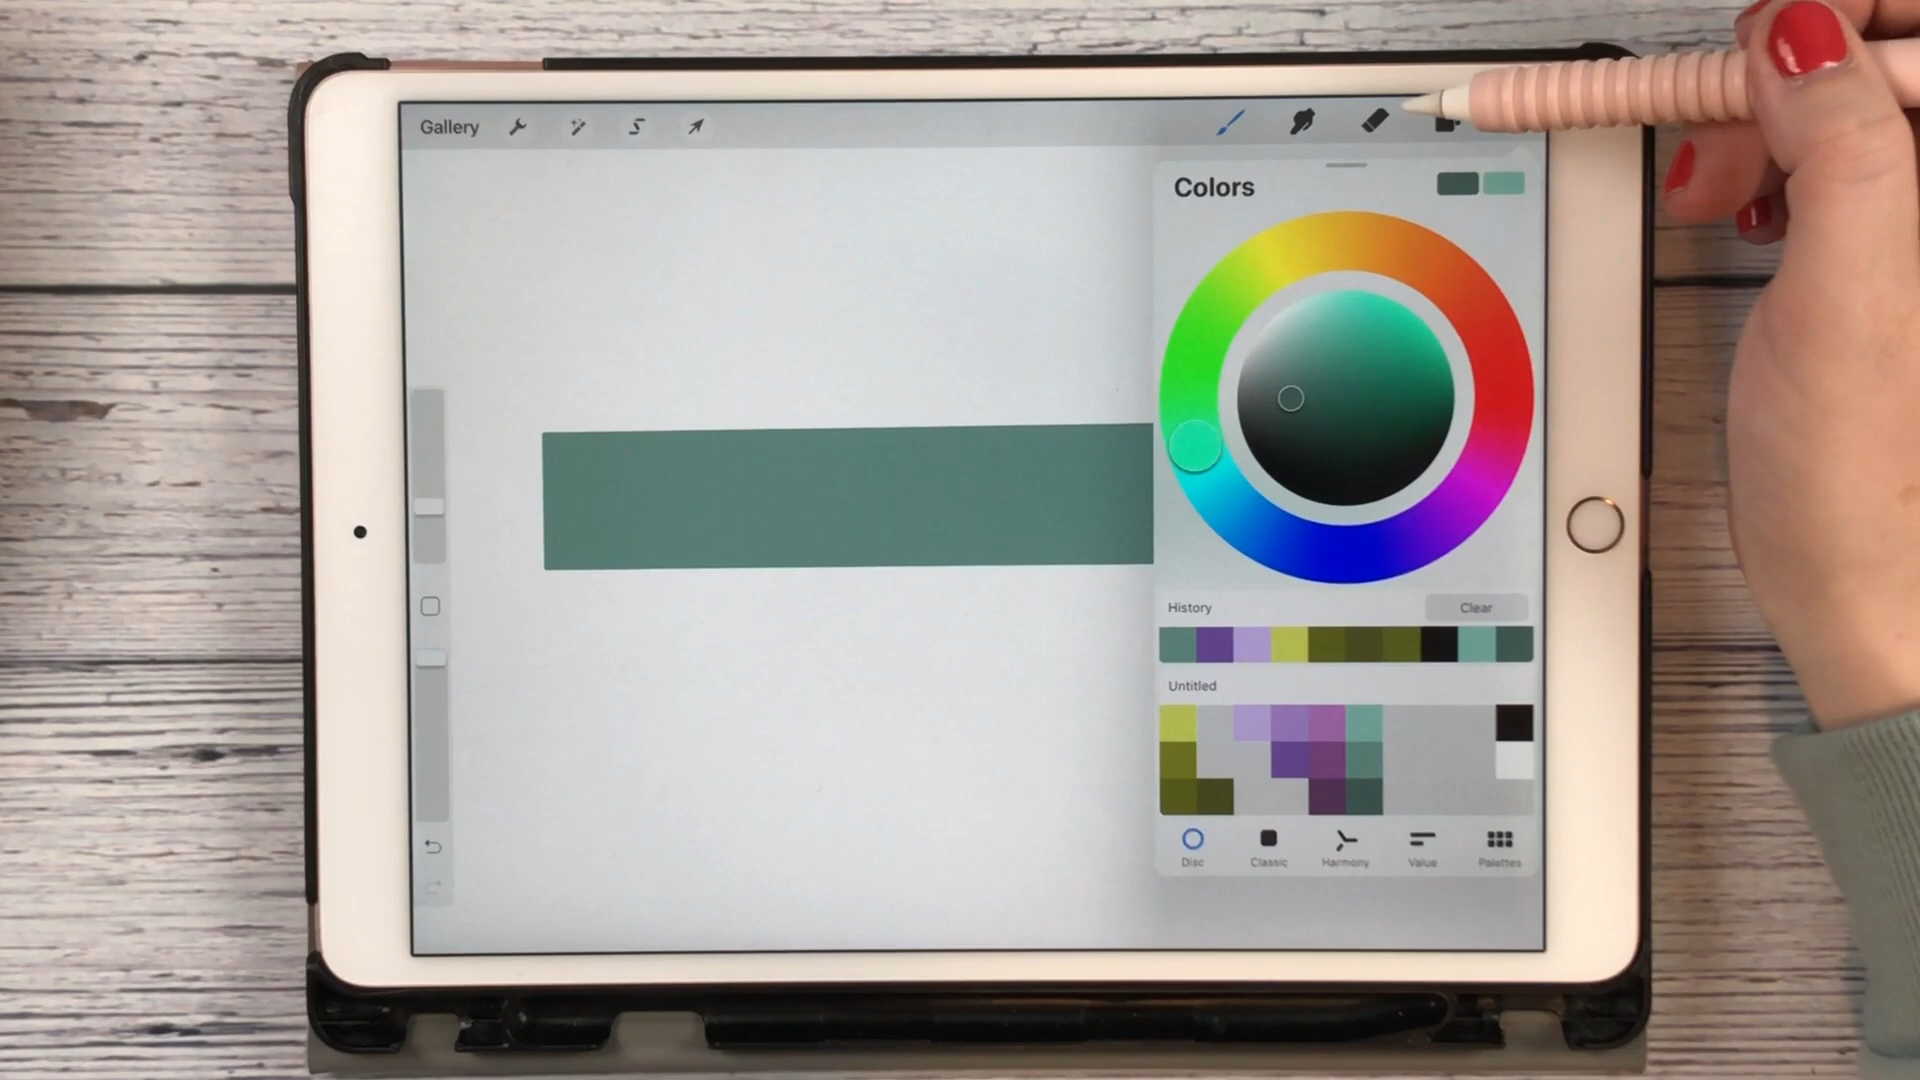 Gallery
Colors
History
Clear
Untitled
Disc
Classic
Harmony
Value
Palettes